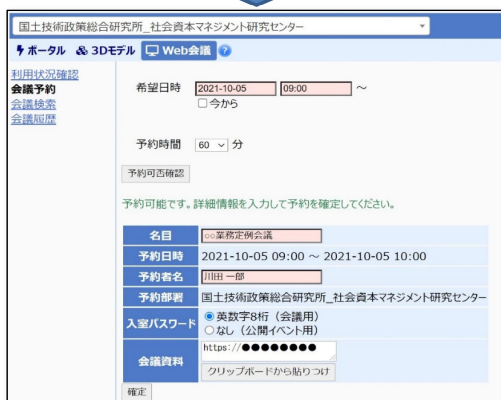 国土技術政策総合研究所_社会資本マネジメント研究センター
ポータル 3Dモデル Web会議 ?
利用状況確認
会議予約
会議検索
会議履歴
希望日時 2021-10-05 09:00 ～
今から
予約時間 60 分
予約可否確認
予約可能です。詳細情報を入力して予約を確定してください。
名目 ○○業務定例会議
予約日時 2021-10-05 09:00 ～ 2021-10-05 10:00
予約者名 川田 一郎
予約部署 国土技術政策総合研究所_社会資本マネジメント研究センター
入室パスワード 英数字8桁（会議用）
なし（公開イベント用）
会議資料 https://●●●●●●●●
クリップボードから貼りつけ
確定